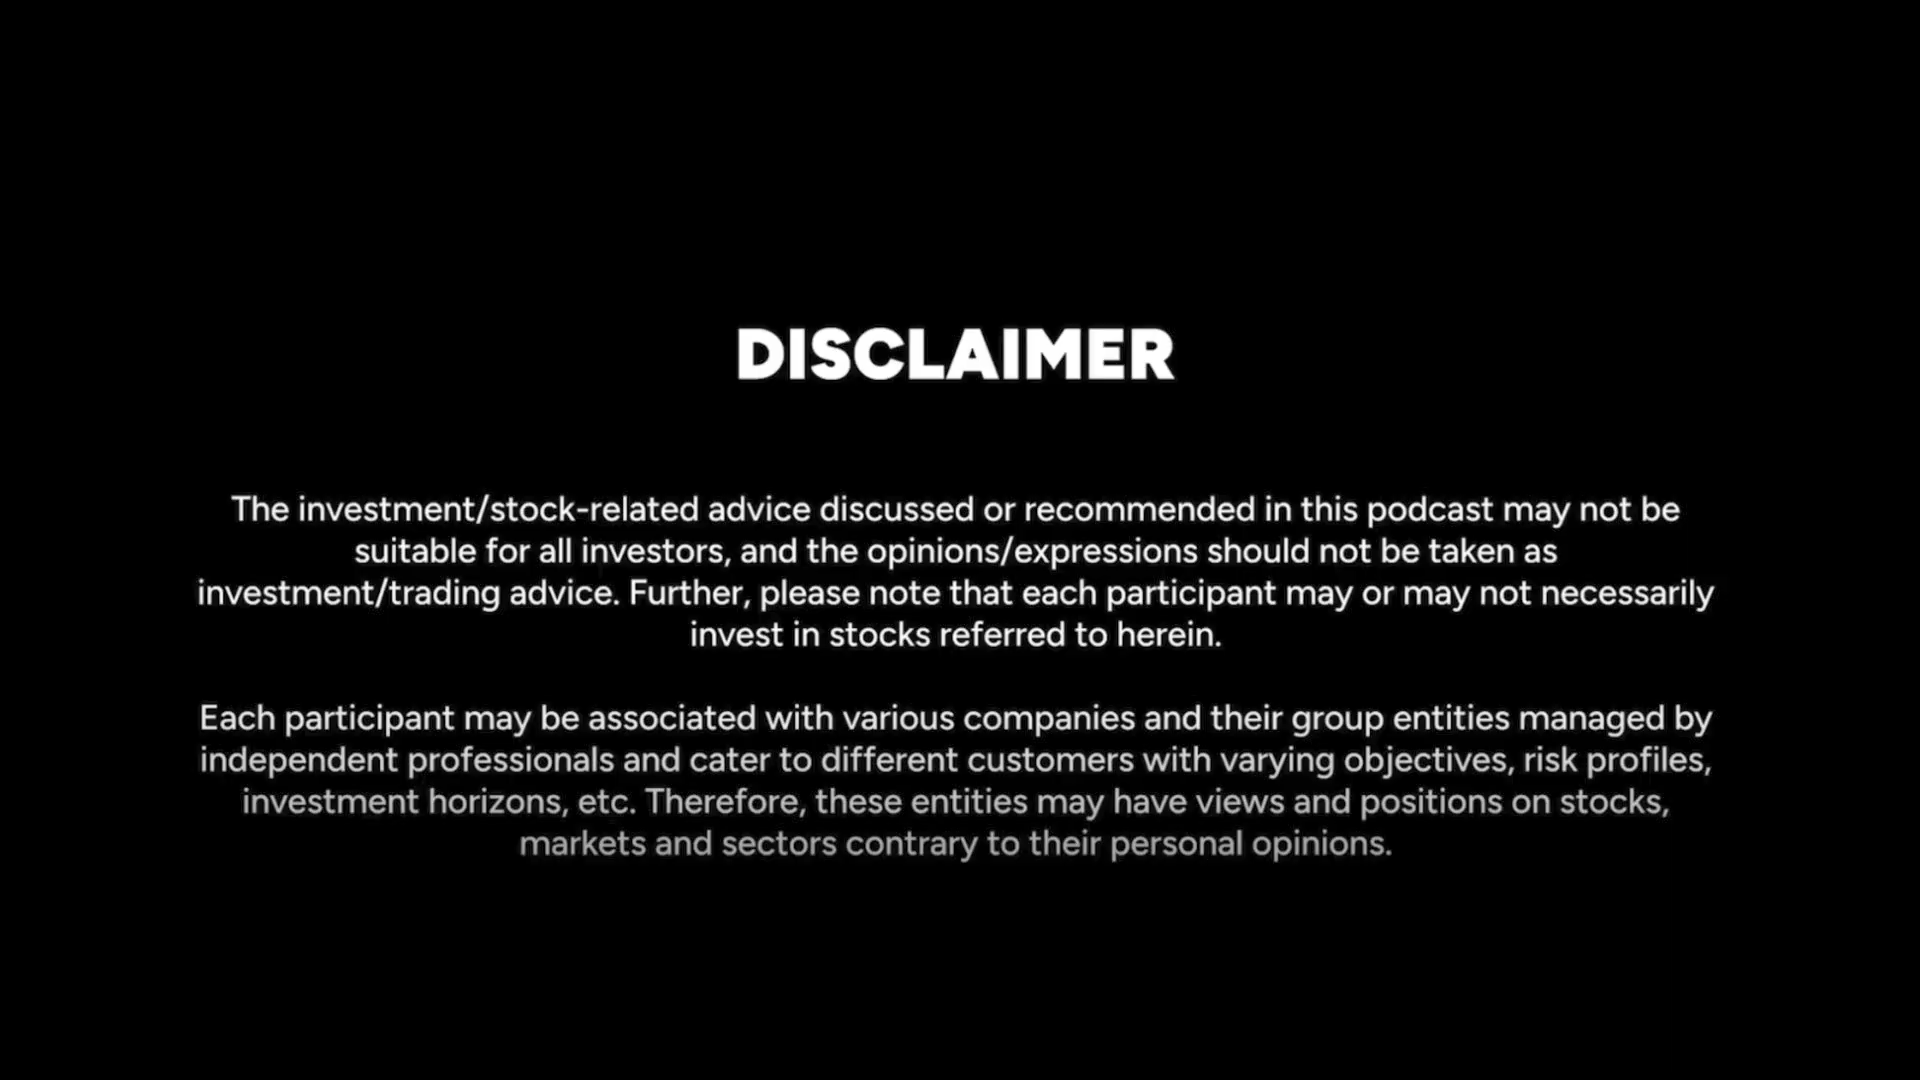 DISCLAIMER
The investment/stock-related advice discussed or recommended in this podcast may not be
suitable for all investors, and the opinions/expressions should not be taken as
investment/trading advice. Further, please note that each participant may or may not necessarily
invest in stocks referred to herein.
Each participant may be associated with various companies and their group entities managed by
independent professionals and cater to different customers with varying objectives, risk profiles,
investment horizons, etc. Therefore, these entities may have views and positions on stocks,
markets and sectors contrary to their personal opinions.